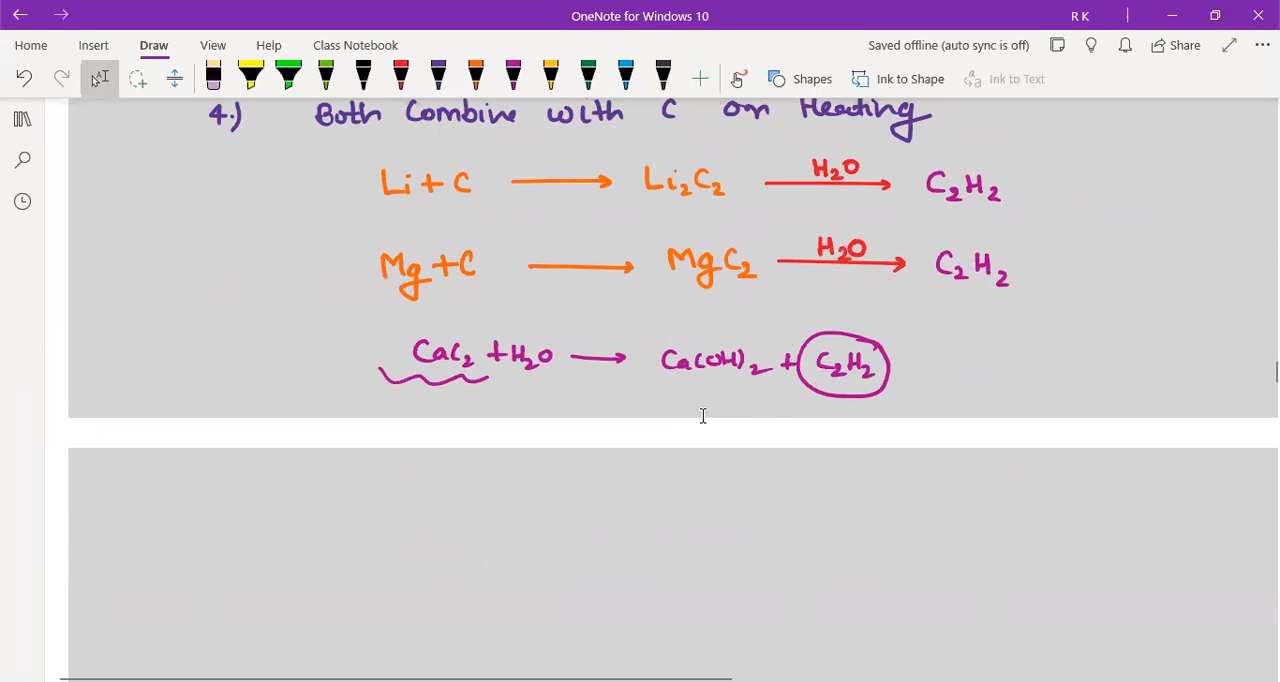 OneNote for Windows 10
R K
Home Insert Draw View Help Class Notebook
Saved offline (auto sync is off)
Share
Shapes
Ink to Shape
Ink to Text
4.) Both Combine with C on Heating
Li + C ⟶ Li₂C₂ H₂O⟶ C₂H₂
Mg + C ⟶ MgC₂ H₂O⟶ C₂H₂
CaC₂ + H₂O ⟶ Ca(OH)₂ + C₂H₂